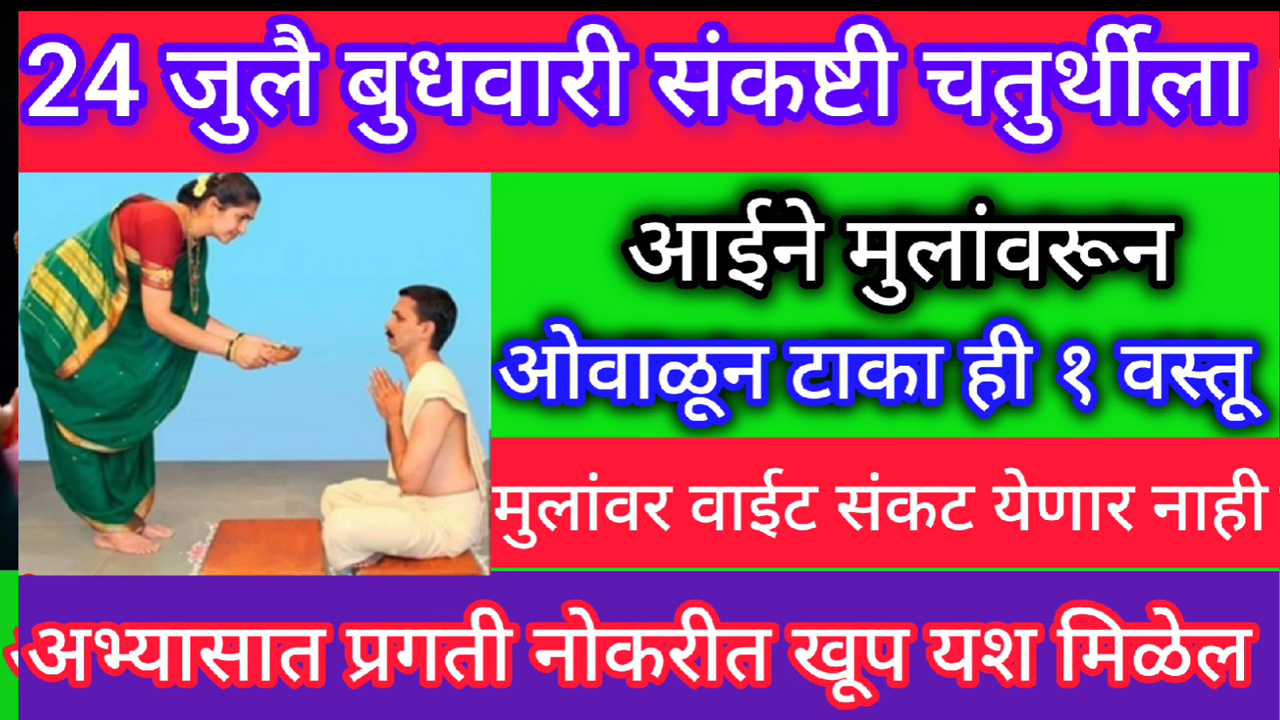 24 जुलै बुधवारी संकष्टी चतुर्थीला
आईने मुलांवरून
ओवाळून टाका ही १ वस्तू
मुलांवर वाईट संकट येणार नाही
अभ्यासात प्रगती नोकरीत खूप यश मिळेल